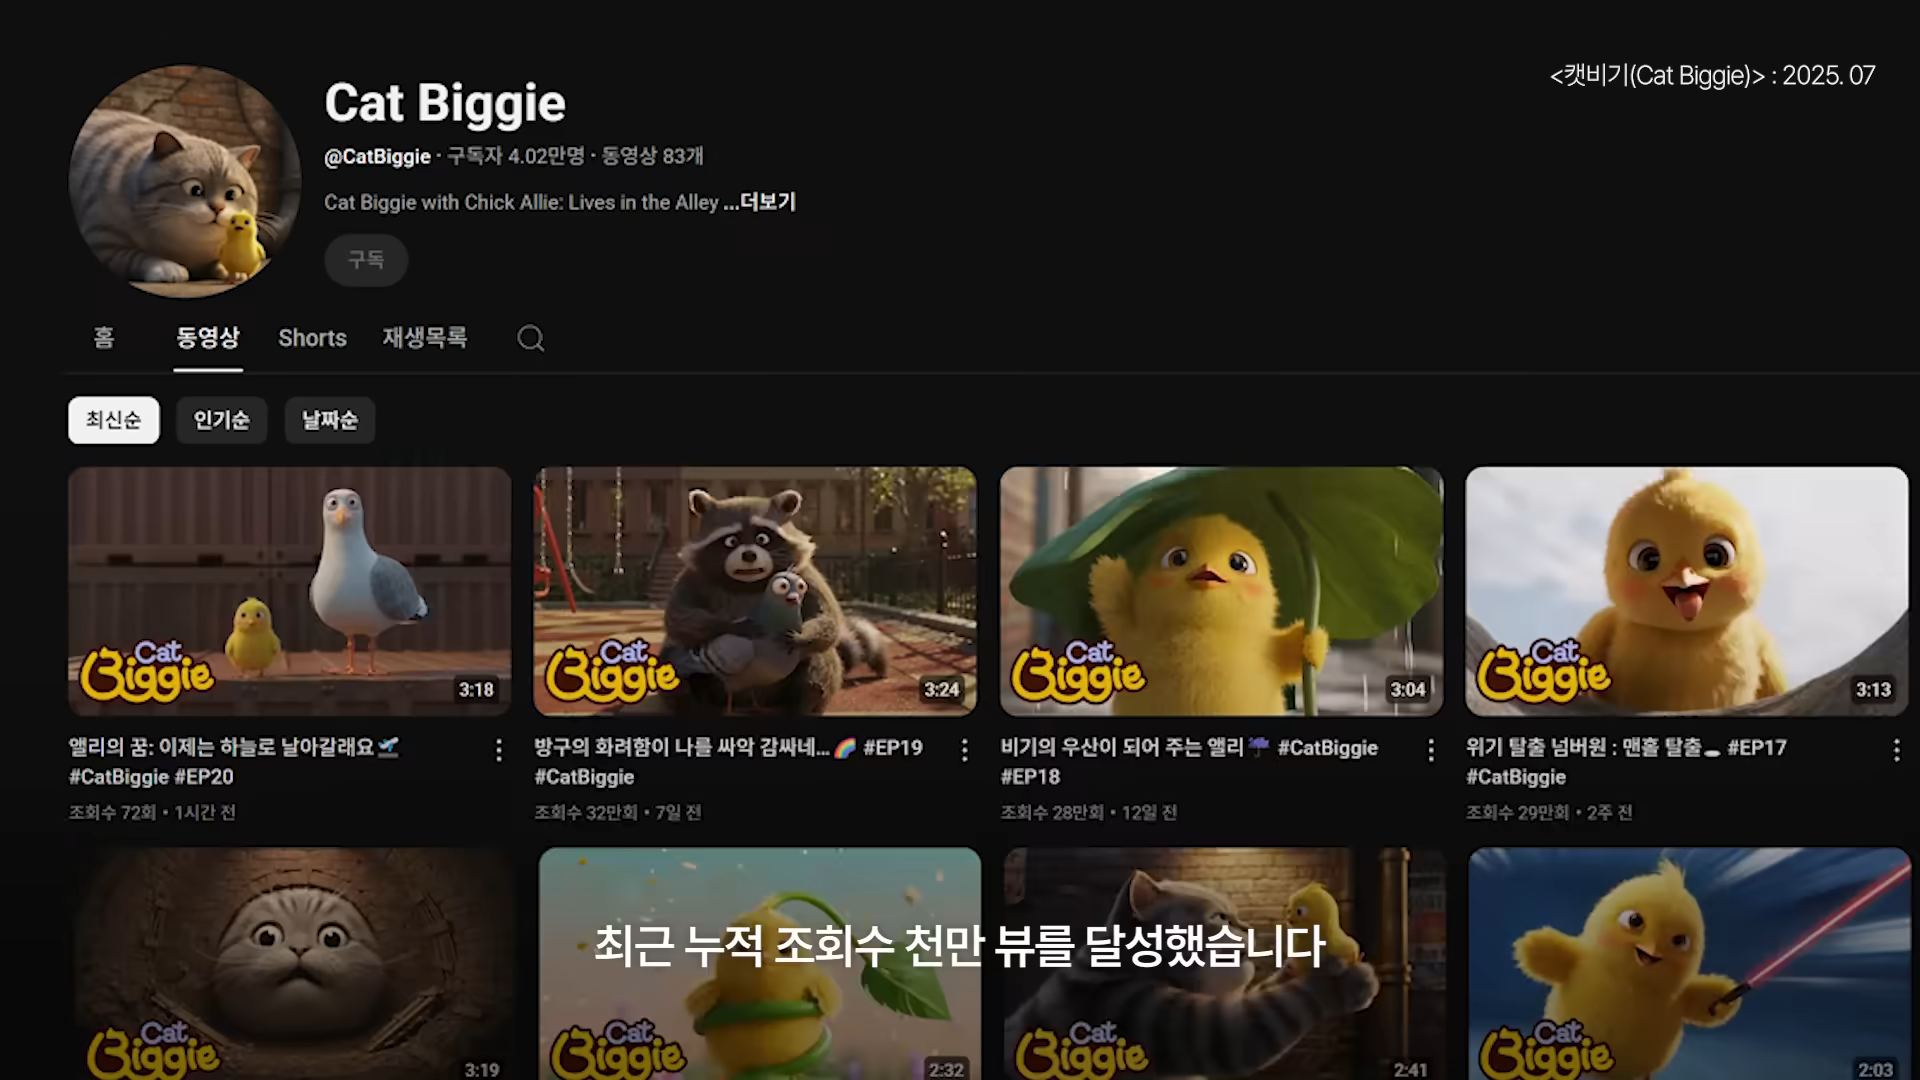 <캣비기(Cat Biggie)> : 2025. 07
Cat Biggie
@CatBiggie · 구독자 4.02만명 · 동영상 83개
Cat Biggie with Chick Allie: Lives in the Alley ...더보기
구독
홈 동영상 Shorts 재생목록
최신순 인기순 날짜순
Cat Biggie 3:18
Cat Biggie 3:24
Cat Biggie 3:04
Cat Biggie 3:13
앨리의 꿈: 이제는 하늘로 날아갈래요🛫
#CatBiggie #EP20
조회수 72회 • 1시간 전
방구의 화려함이 나를 싸악 감싸네...🌈 #EP19
#CatBiggie
조회수 32만회 • 7일 전
비기의 우산이 되어 주는 앨리☔ #CatBiggie
#EP18
조회수 28만회 • 12일 전
위기 탈출 넘버원 : 맨홀 탈출🕳️ #EP17
#CatBiggie
조회수 29만회 • 2주 전
최근 누적 조회수 천만 뷰를 달성했습니다
Cat Biggie 3:19
Cat Biggie 2:32
Cat Biggie 2:41
Cat Biggie 2:03